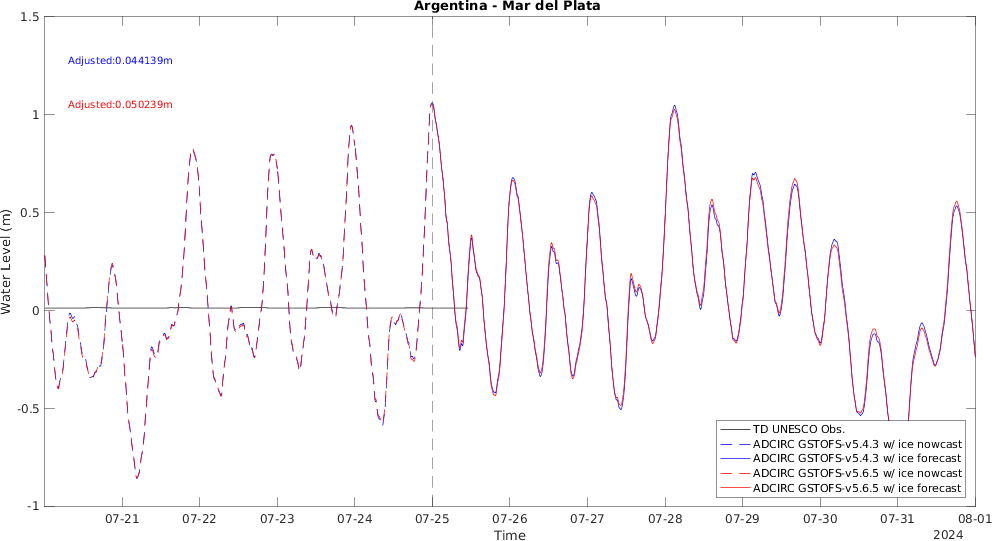 Argentina - Mar del Plata
1.5
Adjusted:0.044139m
Adjusted:0.050239m
1
0.5
0
-0.5
-1
Water Level (m)
TD UNESCO Obs.
ADCIRC GSTOFS-v5.4.3 w/ ice nowcast
ADCIRC GSTOFS-v5.4.3 w/ ice forecast
ADCIRC GSTOFS-v5.6.5 w/ ice nowcast
ADCIRC GSTOFS-v5.6.5 w/ ice forecast
07-21 07-22 07-23 07-24 07-25 07-26 07-27 07-28 07-29 07-30 07-31 08-01
Time
2024